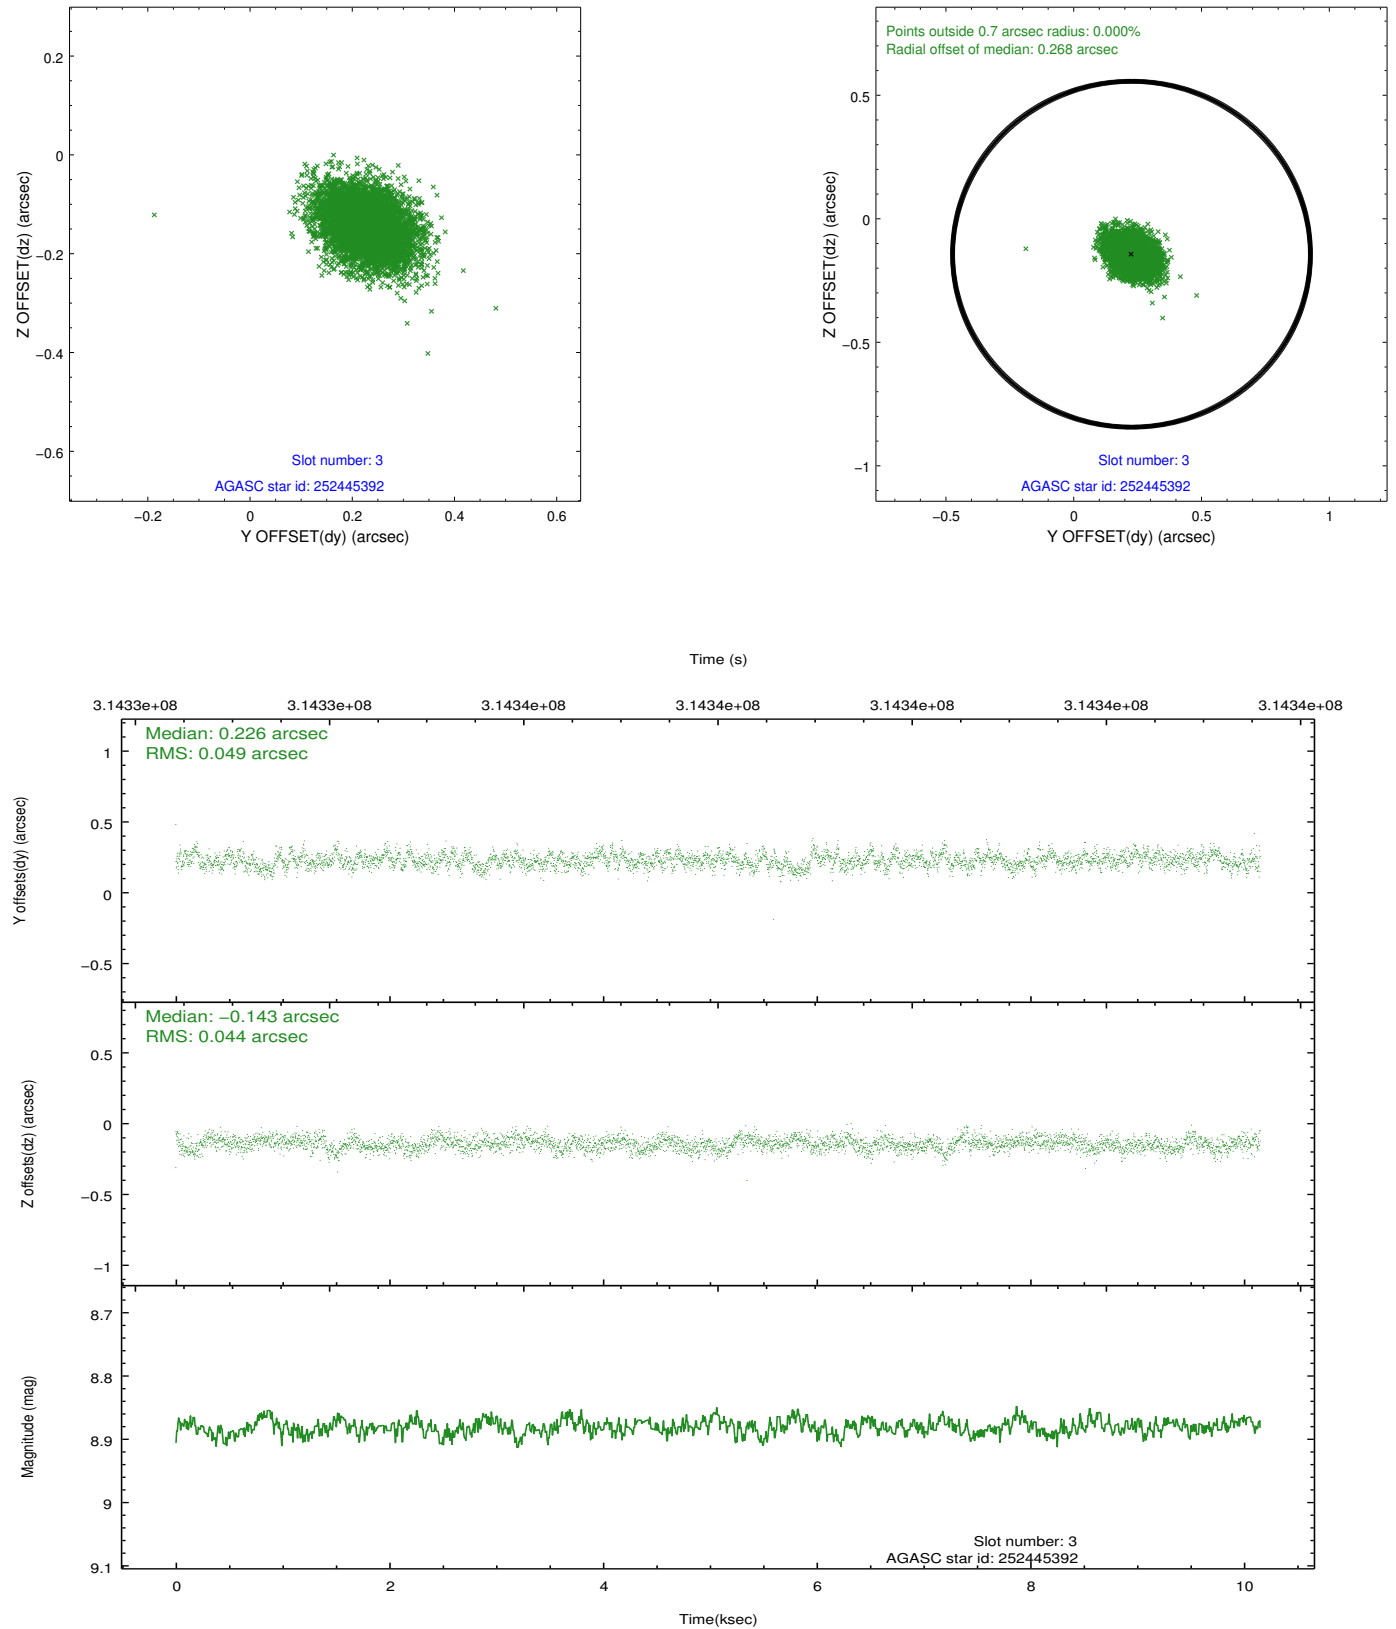 0.2
0
−0.2
−0.4
−0.6
Z OFFSET(dz) (arcsec)
Slot number: 3
AGASC star id: 252445392
−0.2 0 0.2 0.4 0.6
Y OFFSET(dy) (arcsec)
Points outside 0.7 arcsec radius: 0.000%
Radial offset of median: 0.268 arcsec
0.5
0
−0.5
−1
Z OFFSET(dz) (arcsec)
Slot number: 3
AGASC star id: 252445392
−0.5 0 0.5 1
Y OFFSET(dy) (arcsec)
Time (s)
3.1433e+08 3.1433e+08 3.1434e+08 3.1434e+08 3.1434e+08 3.1434e+08 3.1434e+08
Median: 0.226 arcsec
RMS: 0.049 arcsec
1
0.5
0
−0.5
Y offsets(dy) (arcsec)
Median: −0.143 arcsec
RMS: 0.044 arcsec
0.5
0
−0.5
−1
Z offsets(dz) (arcsec)
8.7
8.8
8.9
9
9.1
Magnitude (mag)
Slot number: 3
AGASC star id: 252445392
0 2 4 6 8 10
Time(ksec)